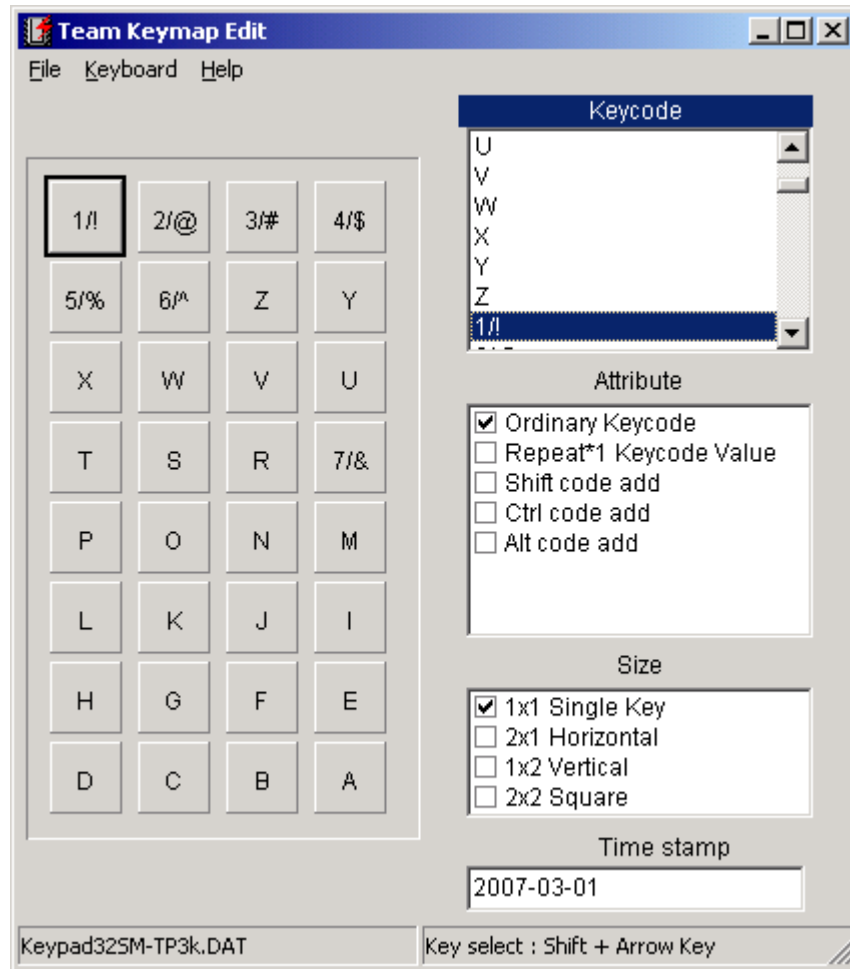 Team Keymap Edit
File Keyboard Help
1/! 2/@ 3/# 4/$
5/% 6/^ Z Y
X W V U
T S R 7/&
P O N M
L K J I
H G F E
D C B A
Keycode
U
V
W
X
Y
Z
1/!
Attribute
Ordinary Keycode
Repeat*1 Keycode Value
Shift code add
Ctrl code add
Alt code add
Size
1x1 Single Key
2x1 Horizontal
1x2 Vertical
2x2 Square
Time stamp
2007-03-01
Keypad32SM-TP3k.DAT
Key select : Shift + Arrow Key